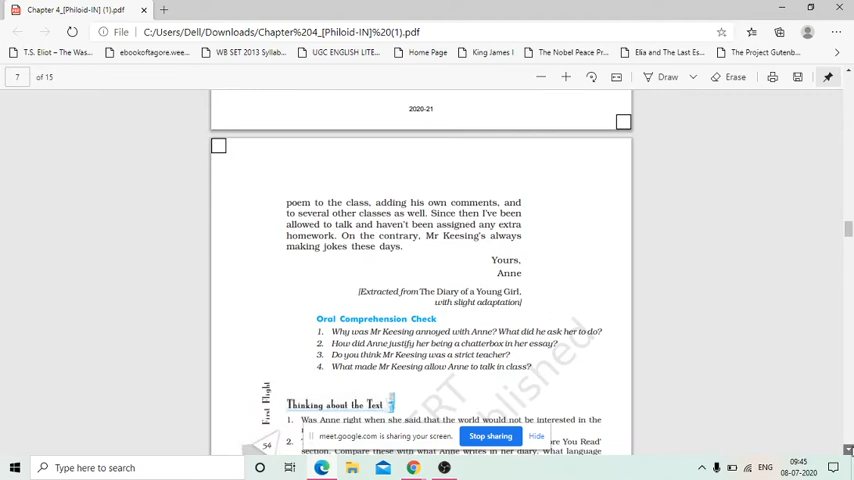 Chapter 4_[Philoid-IN] (1).pdf
File
C:/Users/Dell/Downloads/Chapter%204_[Philoid-IN]%20(1).pdf
T.S. Eliot – The Was...
ebookoftagore.wee...
WB SET 2013 Syllab...
UGC ENGLISH LITE...
Home Page
King James I
The Nobel Peace Pr...
Elia and The Last Es...
The Project Gutenb...
7 of 15
Draw
Erase
2020-21
poem to the class, adding his own comments, and
to several other classes as well. Since then I've been
allowed to talk and haven't been assigned any extra
homework. On the contrary, Mr Keesing's always
making jokes these days.
Yours,
Anne
[Extracted from The Diary of a Young Girl,
with slight adaptation]
Oral Comprehension Check
1. Why was Mr Keesing annoyed with Anne? What did he ask her to do?
2. How did Anne justify her being a chatterbox in her essay?
3. Do you think Mr Keesing was a strict teacher?
4. What made Mr Keesing allow Anne to talk in class?
Thinking about the Text
1. Was Anne right when she said that the world would not be interested in the
2.
ore You Read'
section. Compare these with what Anne writes in her diary. What language
First Flight
54
meet.google.com is sharing your screen.
Stop sharing
Hide
Type here to search
ENG
09:45
08-07-2020